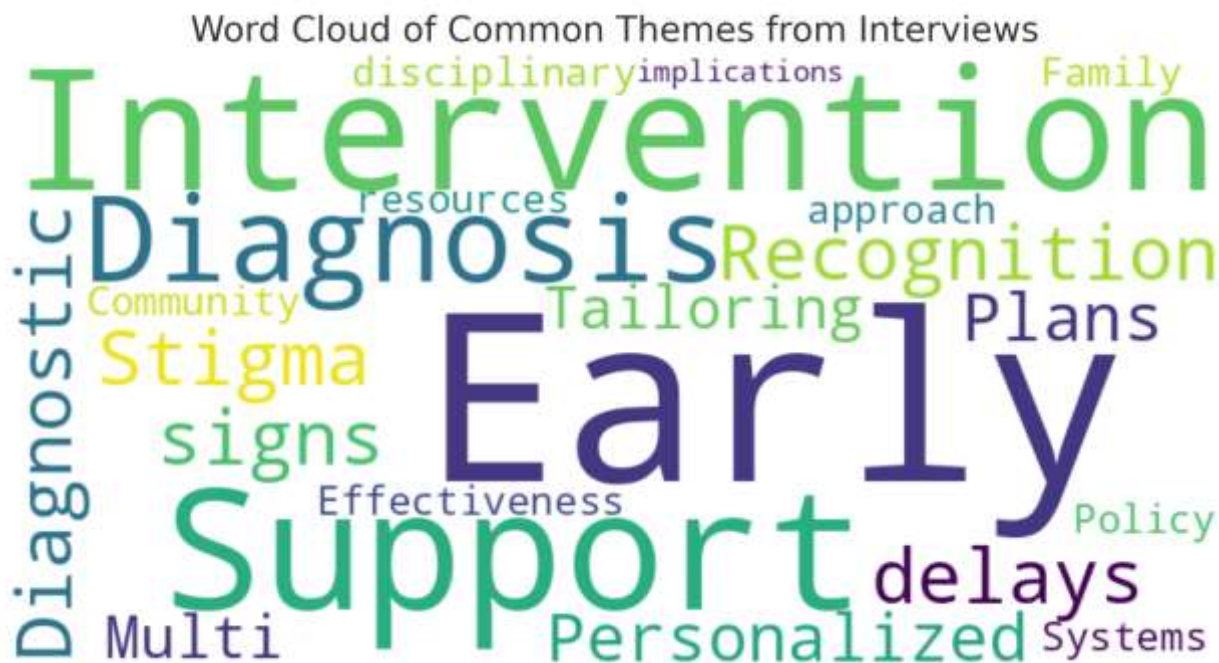 Word Cloud of Common Themes from Interviews
disciplinary
implications
Family
Intervention
resources
approach
Diagnosis
Recognition
Diagnostic
Community
Tailoring
Plans
Stigma
Early
signs
Effectiveness
Support
Policy
delays
Multi
Personalized
Systems